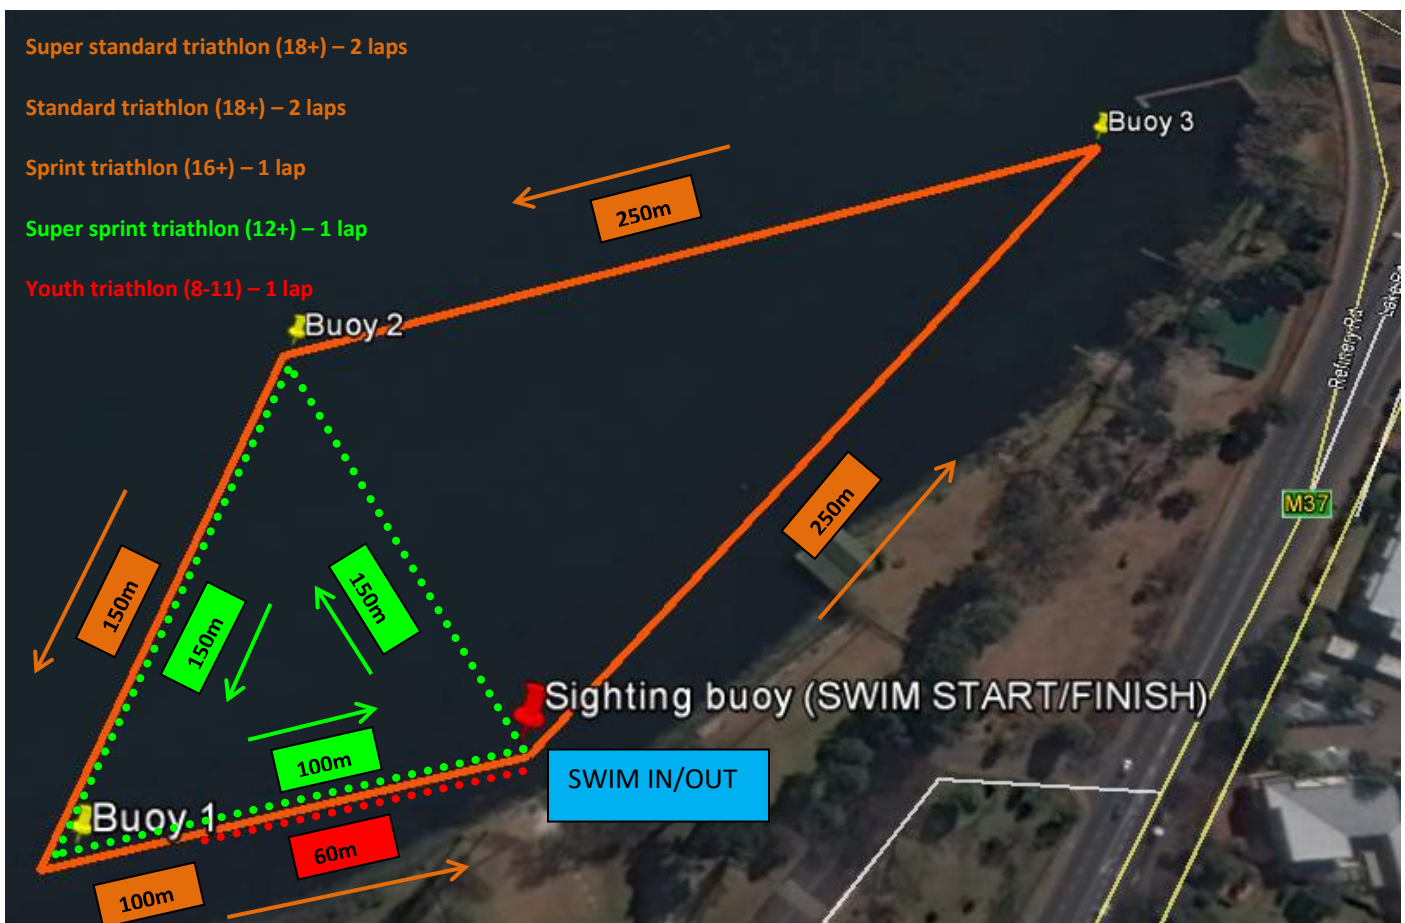 Super standard triathlon (18+) – 2 laps
Standard triathlon (18+) – 2 laps
Sprint triathlon (16+) – 1 lap
Super sprint triathlon (12+) – 1 lap
Youth triathlon (8-11) – 1 lap
Buoy 3
250m
Buoy 2
Refinery Rd
250m
M37
150m
150m
150m
Sighting buoy (SWIM START/FINISH)
100m
SWIM IN/OUT
Buoy 1
60m
100m